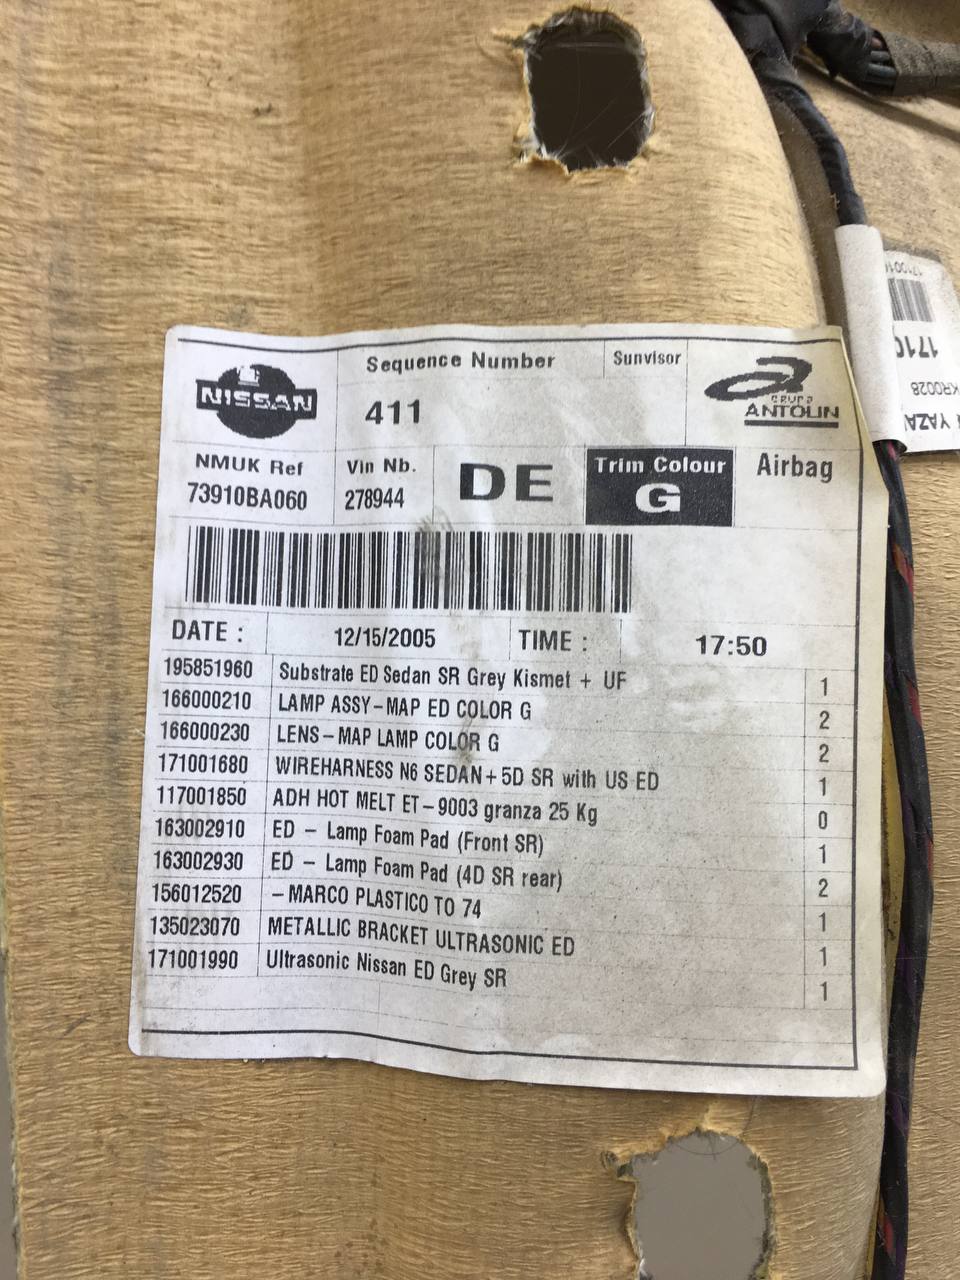 NISSAN
Sequence Number
411
Sunvisor
GRUPO
ANTOLIN
NMUK Ref
73910BA060
Vin Nb.
278944
DE
Trim Colour
G
Airbag
DATE : 12/15/2005 TIME : 17:50
195851960 Substrate ED Sedan SR Grey Kismet + UF 1
166000210 LAMP ASSY-MAP ED COLOR G 2
166000230 LENS-MAP LAMP COLOR G 2
171001680 WIREHARNESS N6 SEDAN+5D SR with US ED 1
117001850 ADH HOT MELT ET-9003 granza 25 Kg 0
163002910 ED - Lamp Foam Pad (Front SR) 1
163002930 ED - Lamp Foam Pad (4D SR rear) 2
156012520 - MARCO PLASTICO TO 74 1
135023070 METALLIC BRACKET ULTRASONIC ED 1
171001990 Ultrasonic Nissan ED Grey SR 1
KR0028